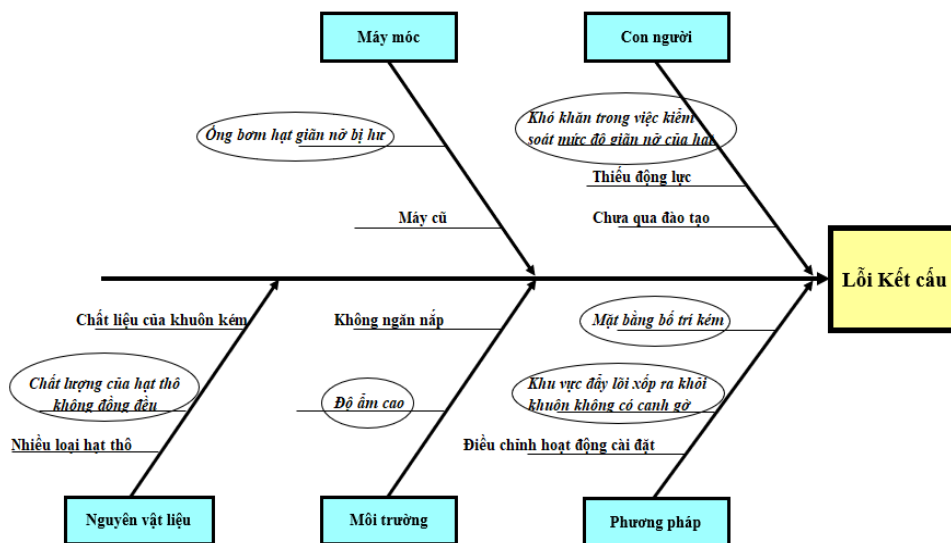 Máy móc
Con người
Ống bơm hạt giãn nở bị hư
Khó khăn trong việc kiểm
soát mức độ giãn nở của hạt
Thiếu động lực
Máy cũ
Chưa qua đào tạo
Lỗi Kết cấu
Chất liệu của khuôn kém
Không ngăn nắp
Mặt bằng bố trí kém
Chất lượng của hạt thô
không đồng đều
Độ ẩm cao
Khu vực đẩy lõi xốp ra khỏi
khuôn không có canh gờ
Nhiều loại hạt thô
Điều chỉnh hoạt động cài đặt
Nguyên vật liệu
Môi trường
Phương pháp